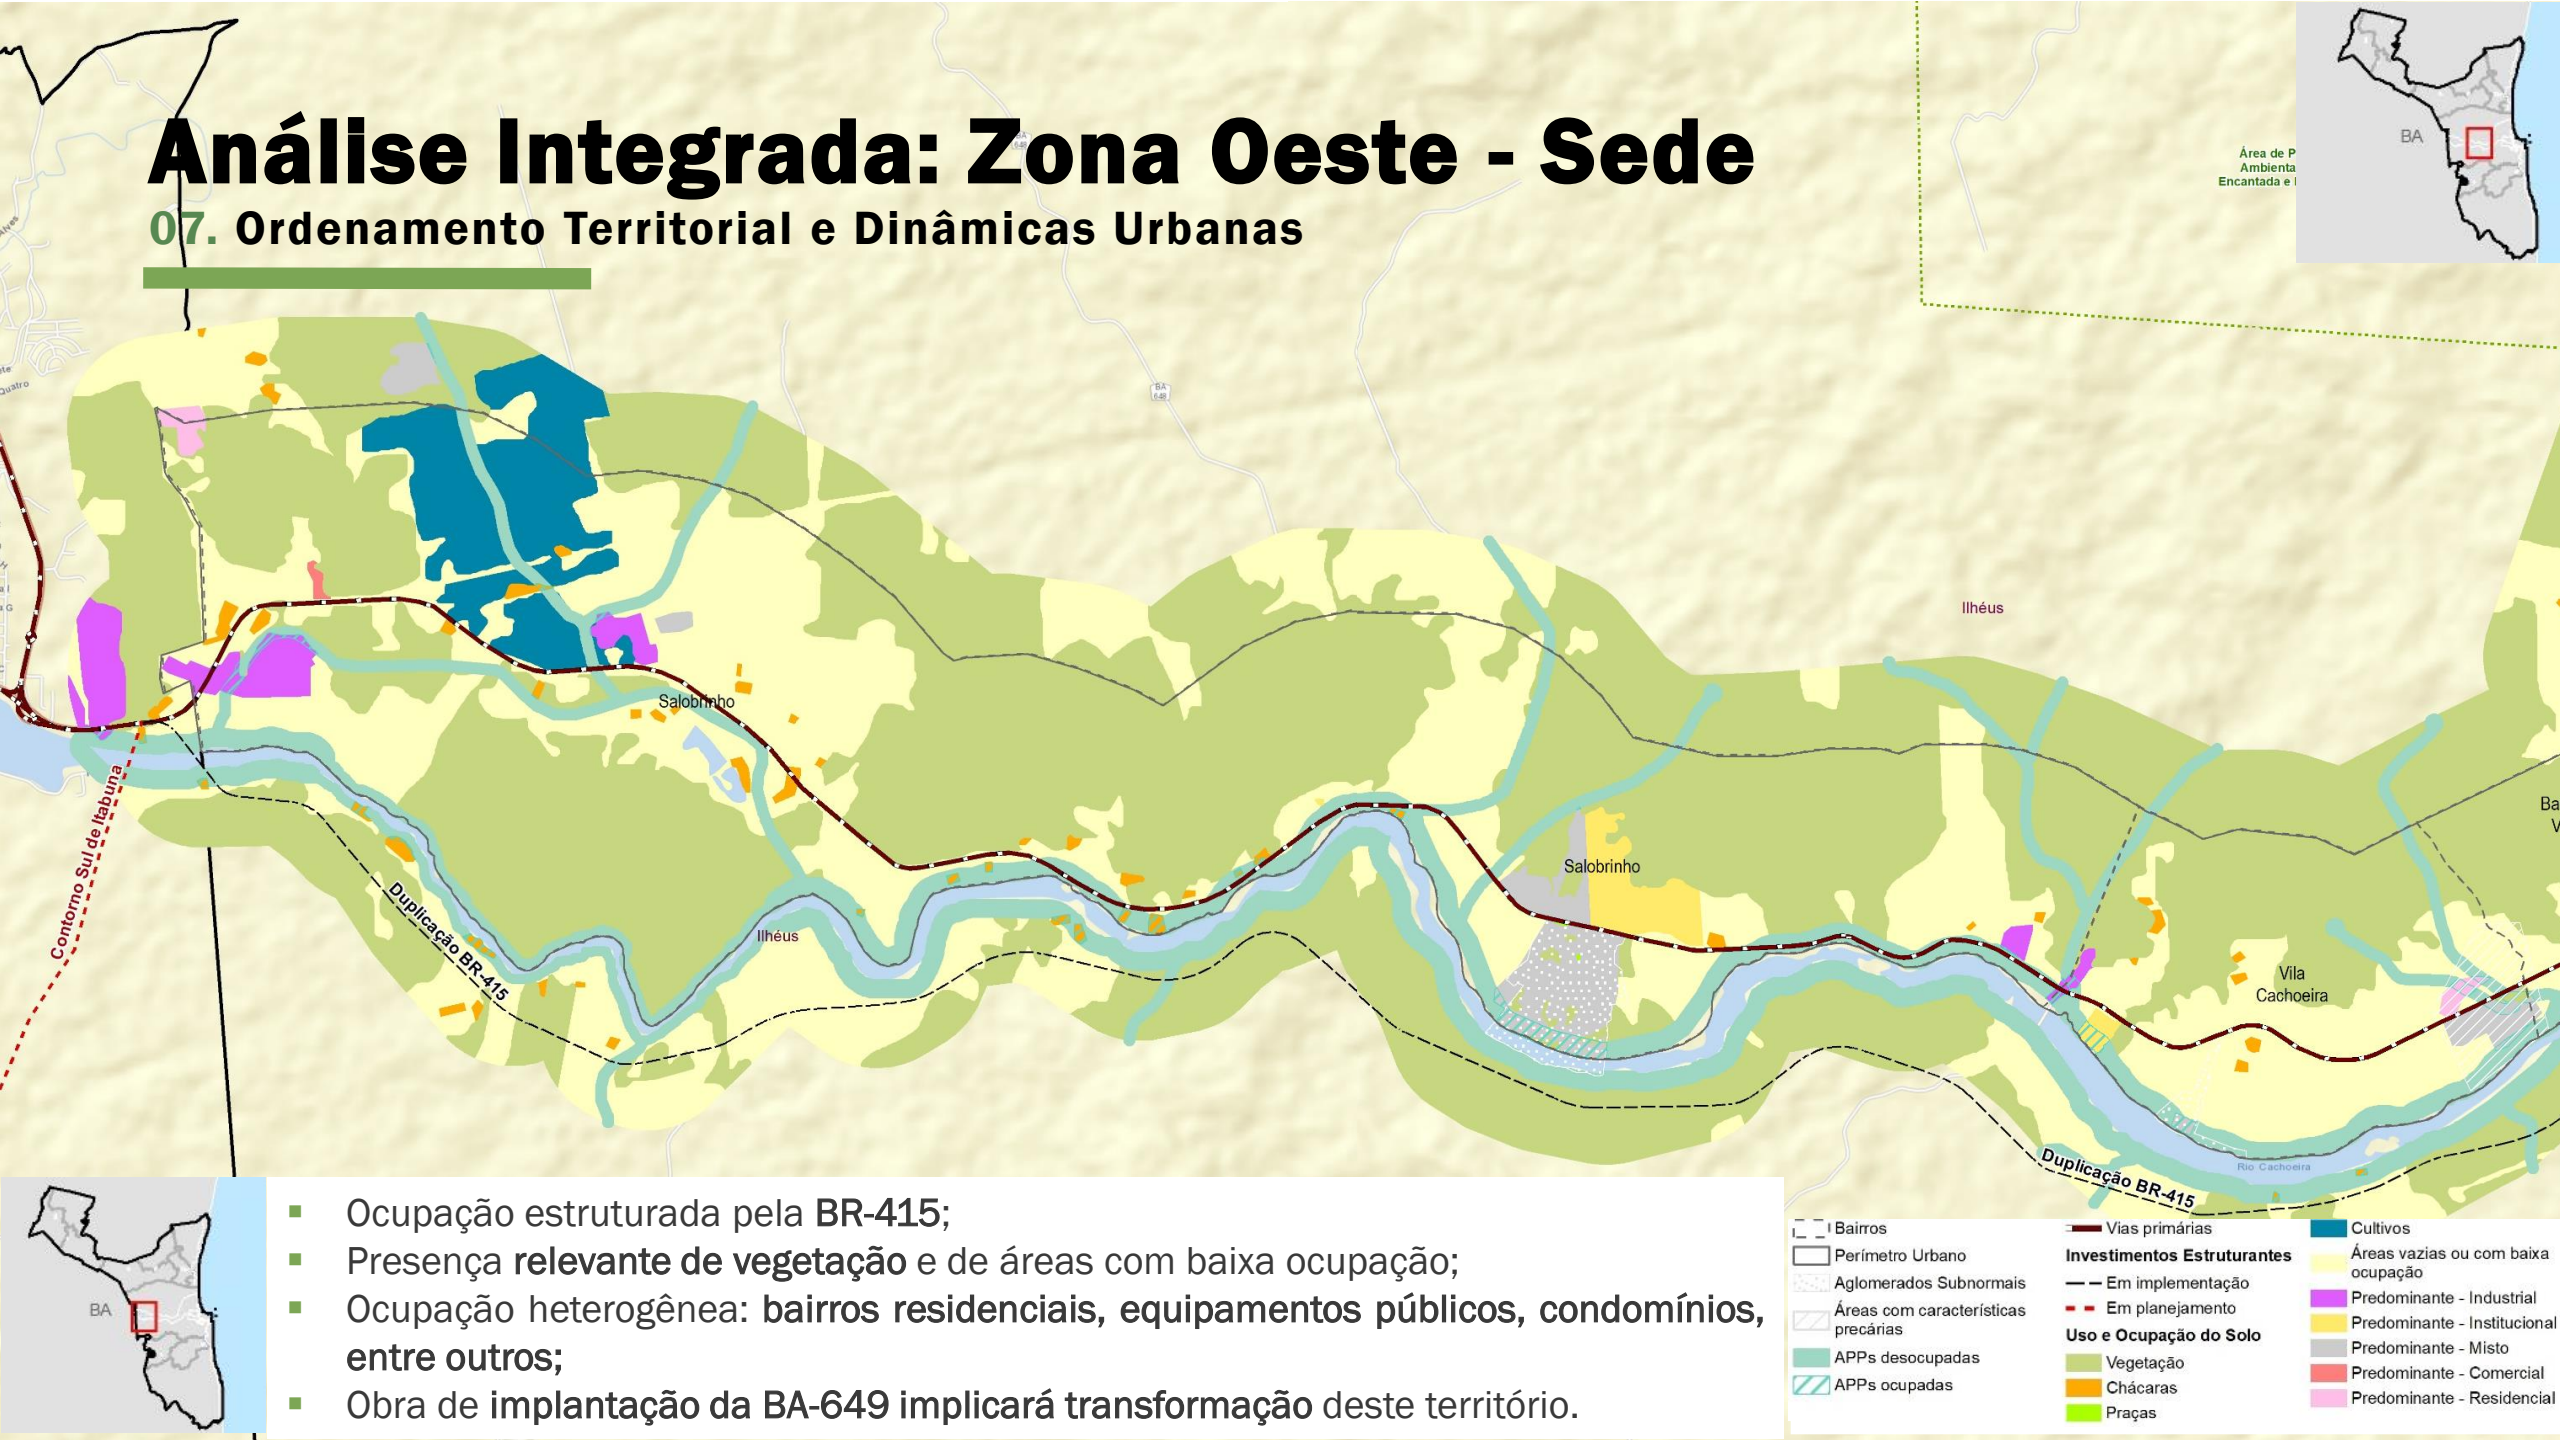 Análise Integrada: Zona Oeste - Sede
07. Ordenamento Territorial e Dinâmicas Urbanas
BA
Área de P
Ambienta
Encantada e
BA
648
Ilhéus
Salobrinho
Salobrinho
Ilhéus
Vila
Cachoeira
Ba
V
Contorno Sul de Itabuna
Duplicação BR-415
Duplicação BR-415
Rio Cachoeira
BA
▪ Ocupação estruturada pela BR-415;
▪ Presença relevante de vegetação e de áreas com baixa ocupação;
▪ Ocupação heterogênea: bairros residenciais, equipamentos públicos, condomínios,
entre outros;
▪ Obra de implantação da BA-649 implicará transformação deste território.
Bairros
Perímetro Urbano
Aglomerados Subnormais
Áreas com características
precárias
APPs desocupadas
APPs ocupadas
Vias primárias
Investimentos Estruturantes
Em implementação
Em planejamento
Uso e Ocupação do Solo
Vegetação
Chácaras
Praças
Cultivos
Áreas vazias ou com baixa
ocupação
Predominante - Industrial
Predominante - Institucional
Predominante - Misto
Predominante - Comercial
Predominante - Residencial